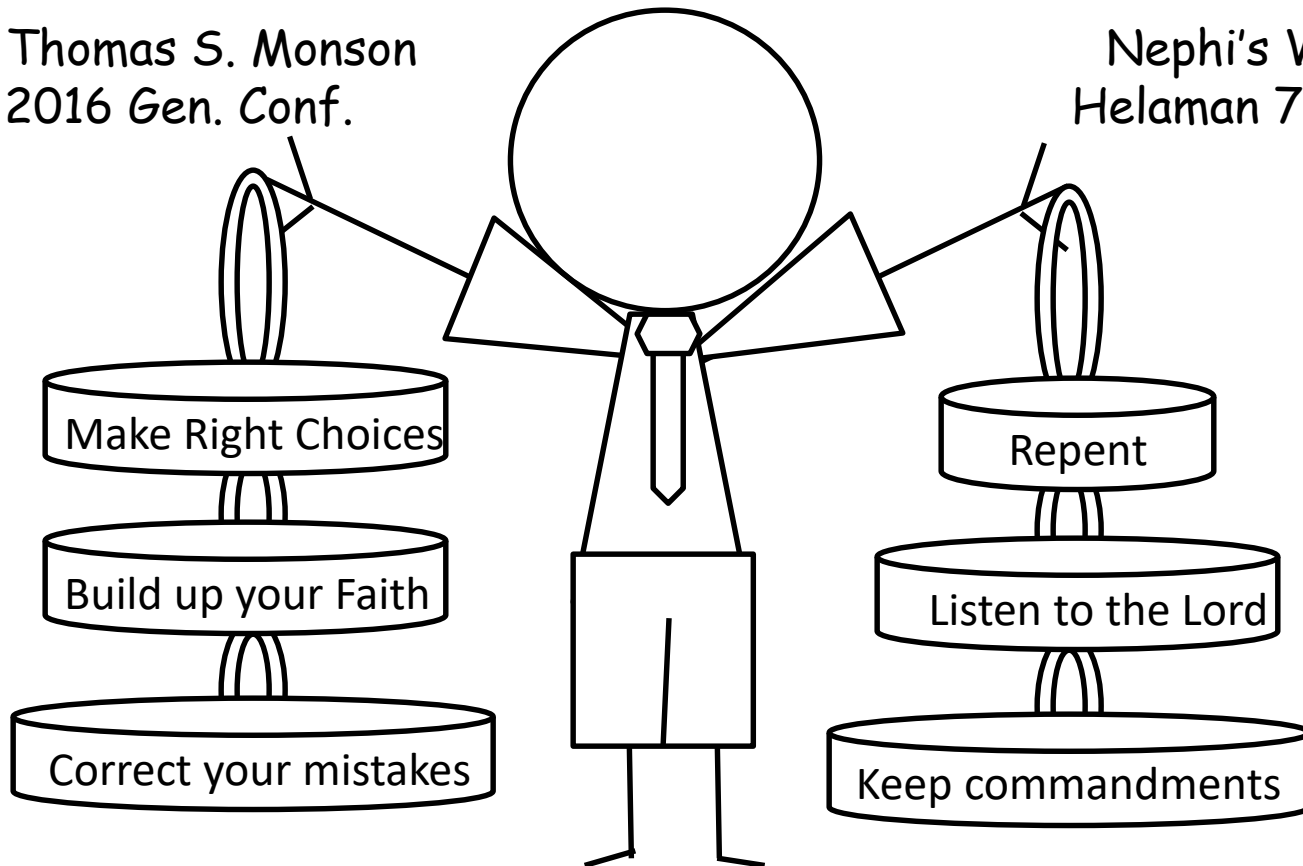 Thomas S. Monson
2016 Gen. Conf.
Nephi's
Helaman 7
Make Right Choices
Build up your Faith
Correct your mistakes
Repent
Listen to the Lord
Keep commandments